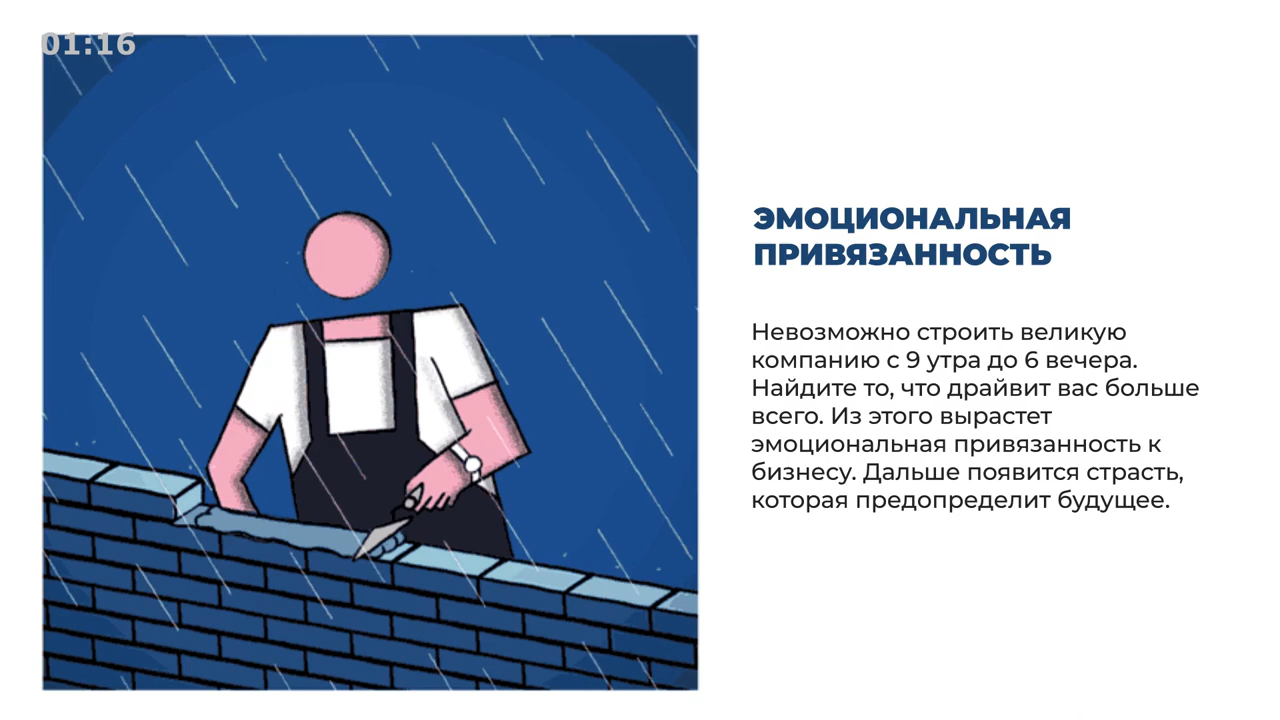 01:16
ЭМОЦИОНАЛЬНАЯ
ПРИВЯЗАННОСТЬ
Невозможно строить великую
компанию с 9 утра до 6 вечера.
Найдите то, что драйвит вас больше
всего. Из этого вырастет
эмоциональная привязанность к
бизнесу. Дальше появится страсть,
которая предопределит будущее.